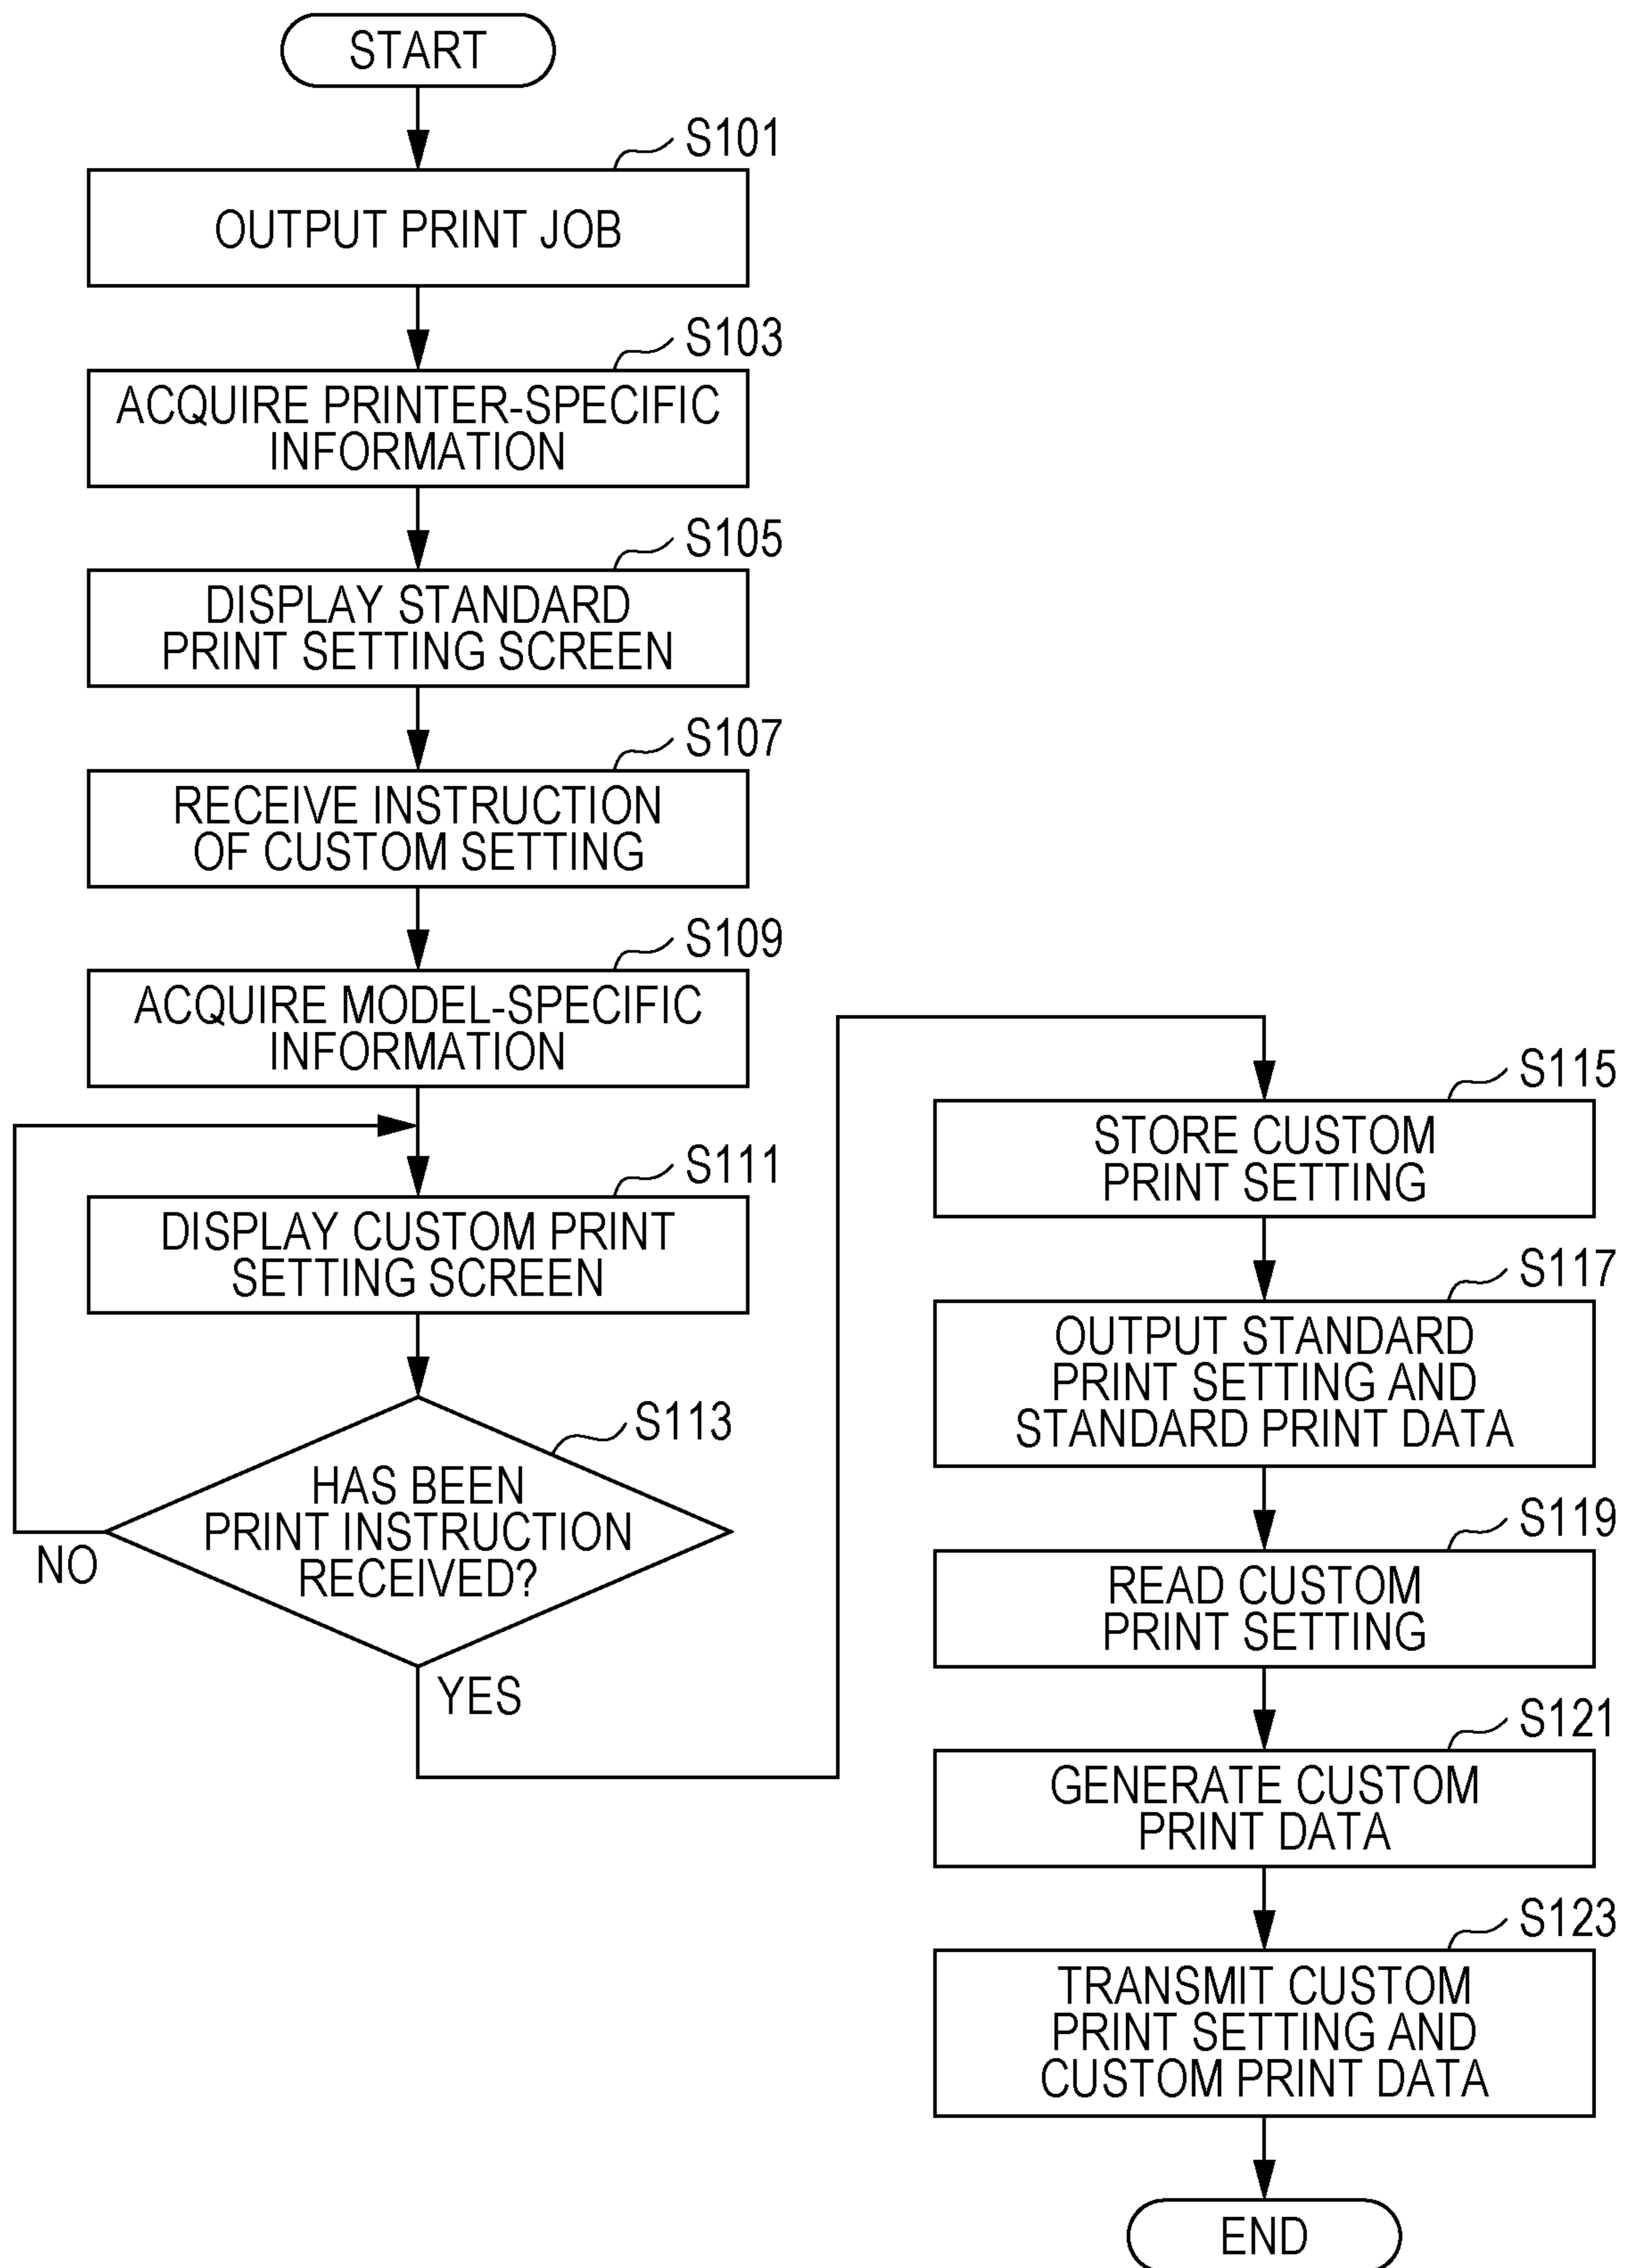 START
S101
OUTPUT PRINT JOB
S103
ACQUIRE PRINTER-SPECIFIC
INFORMATION
S105
DISPLAY STANDARD
PRINT SETTING SCREEN
S107
RECEIVE INSTRUCTION
OF CUSTOM SETTING
S109
ACQUIRE MODEL-SPECIFIC
INFORMATION
S111
DISPLAY CUSTOM PRINT
SETTING SCREEN
S113
HAS BEEN
PRINT INSTRUCTION
RECEIVED?
NO
YES
S115
STORE CUSTOM
PRINT SETTING
S117
OUTPUT STANDARD
PRINT SETTING AND
STANDARD PRINT DATA
S119
READ CUSTOM
PRINT SETTING
S121
GENERATE CUSTOM
PRINT DATA
S123
TRANSMIT CUSTOM
PRINT SETTING AND
CUSTOM PRINT DATA
END